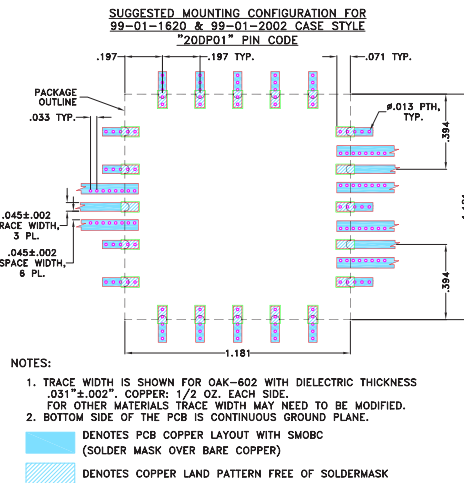 SUGGESTED MOUNTING CONFIGURATION FOR
99-01-1620 & 99-01-2002 CASE STYLE
"20DP01" PIN CODE
.197
.197 TYP.
.071 TYP.
PACKAGE
OUTLINE
.033 TYP.
ø.013 PTH,
TYP.
.394
.045±.002
TRACE WIDTH,
3 PL.
.045±.002
SPACE WIDTH,
6 PL.
1.181
.394
1.181
NOTES:
1. TRACE WIDTH IS SHOWN FOR OAK-602 WITH DIELECTRIC THICKNESS
.031"±.002". COPPER: 1/2 OZ. EACH SIDE.
FOR OTHER MATERIALS TRACE WIDTH MAY NEED TO BE MODIFIED.
2. BOTTOM SIDE OF THE PCB IS CONTINUOUS GROUND PLANE.
DENOTES PCB COPPER LAYOUT WITH SMOBC
(SOLDER MASK OVER BARE COPPER)
DENOTES COPPER LAND PATTERN FREE OF SOLDERMASK